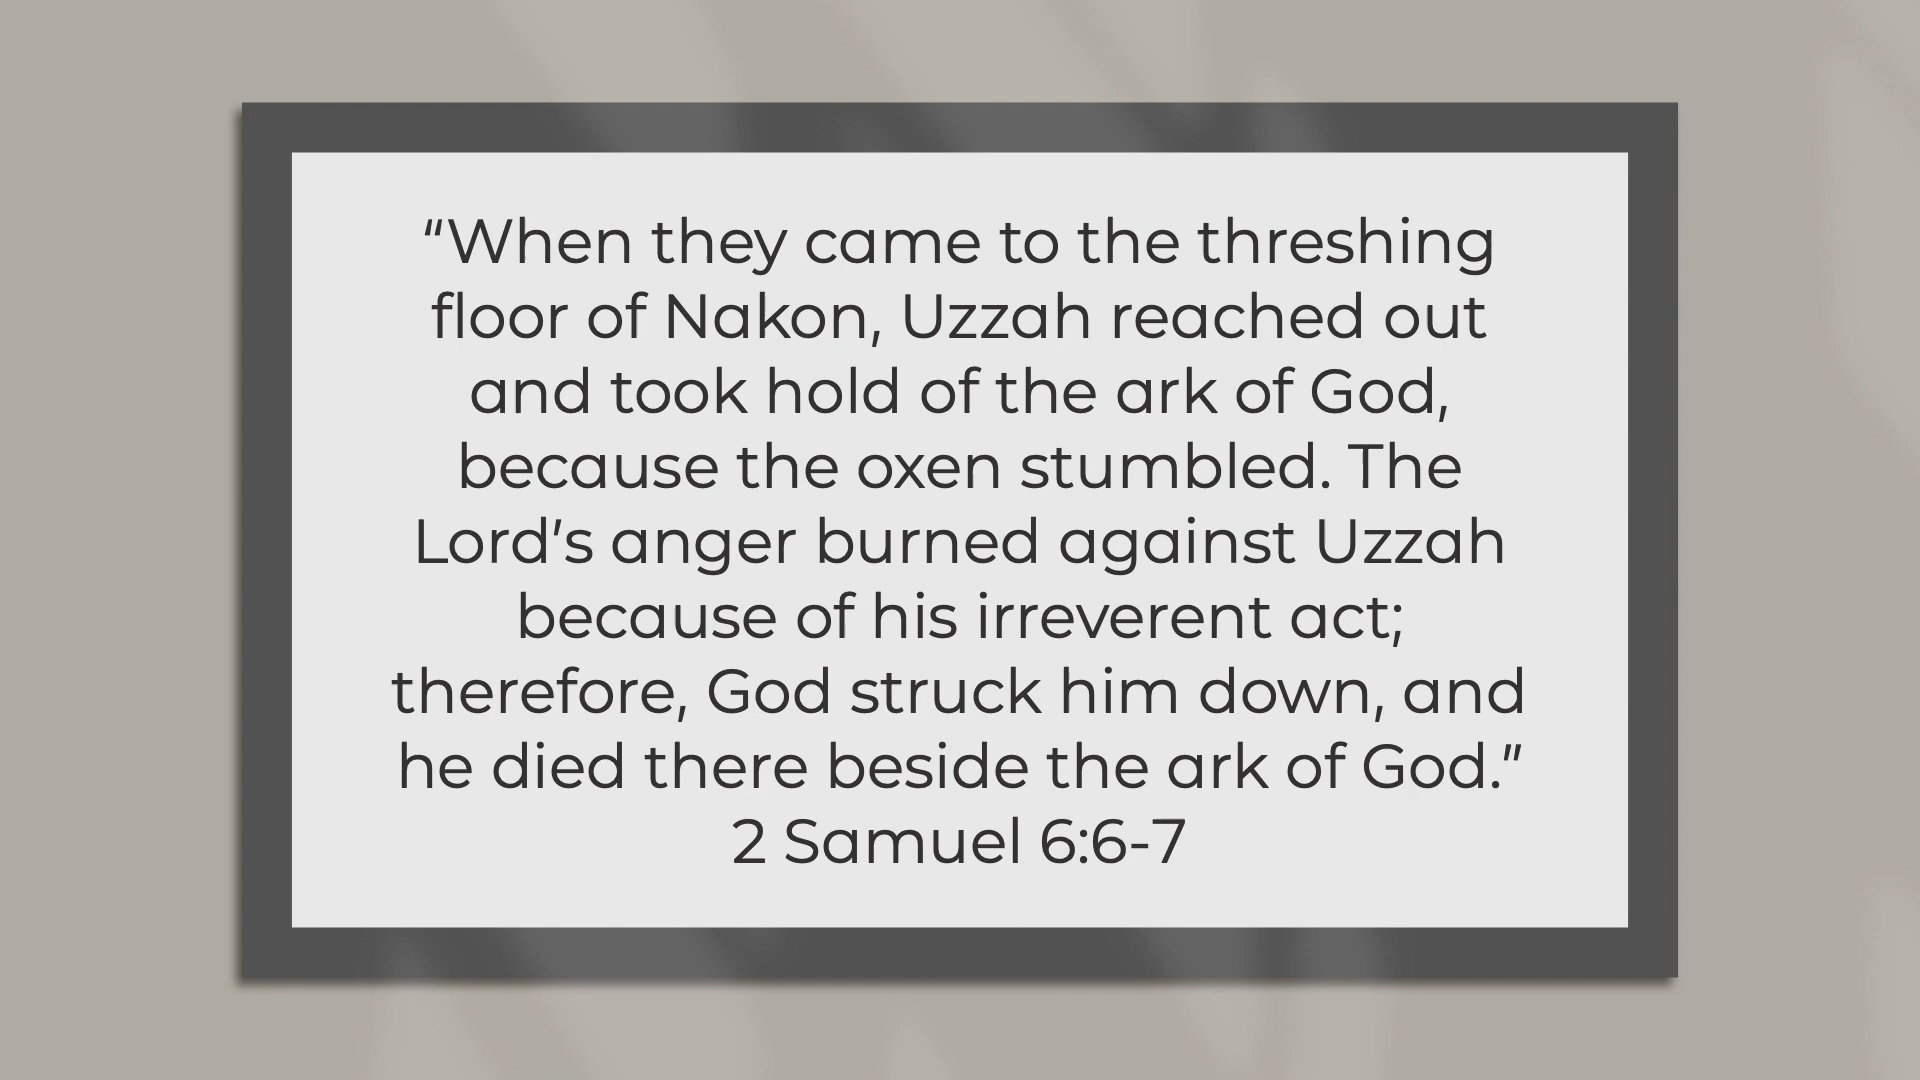 “When they came to the threshing
floor of Nakon, Uzzah reached out
and took hold of the ark of God,
because the oxen stumbled. The
Lord’s anger burned against Uzzah
because of his irreverent act;
therefore, God struck him down, and
he died there beside the ark of God.”
2 Samuel 6:6-7